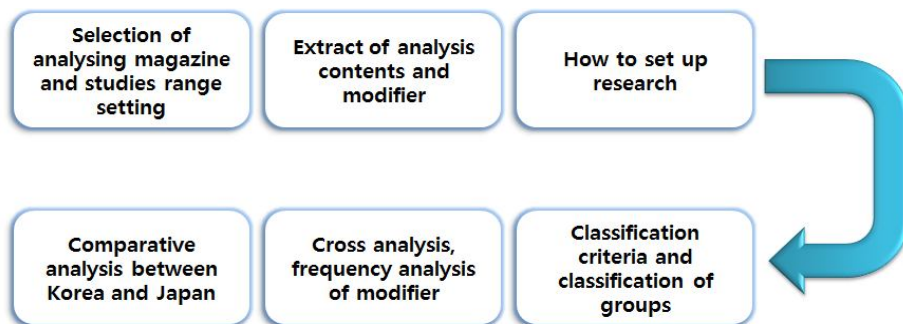 Selection of
analysing magazine
and studies range
setting
Extract of analysis
contents and
modifier
How to set up
research
Classification
criteria and
classification of
groups
Cross analysis,
frequency analysis
of modifier
Comparative
analysis between
Korea and Japan